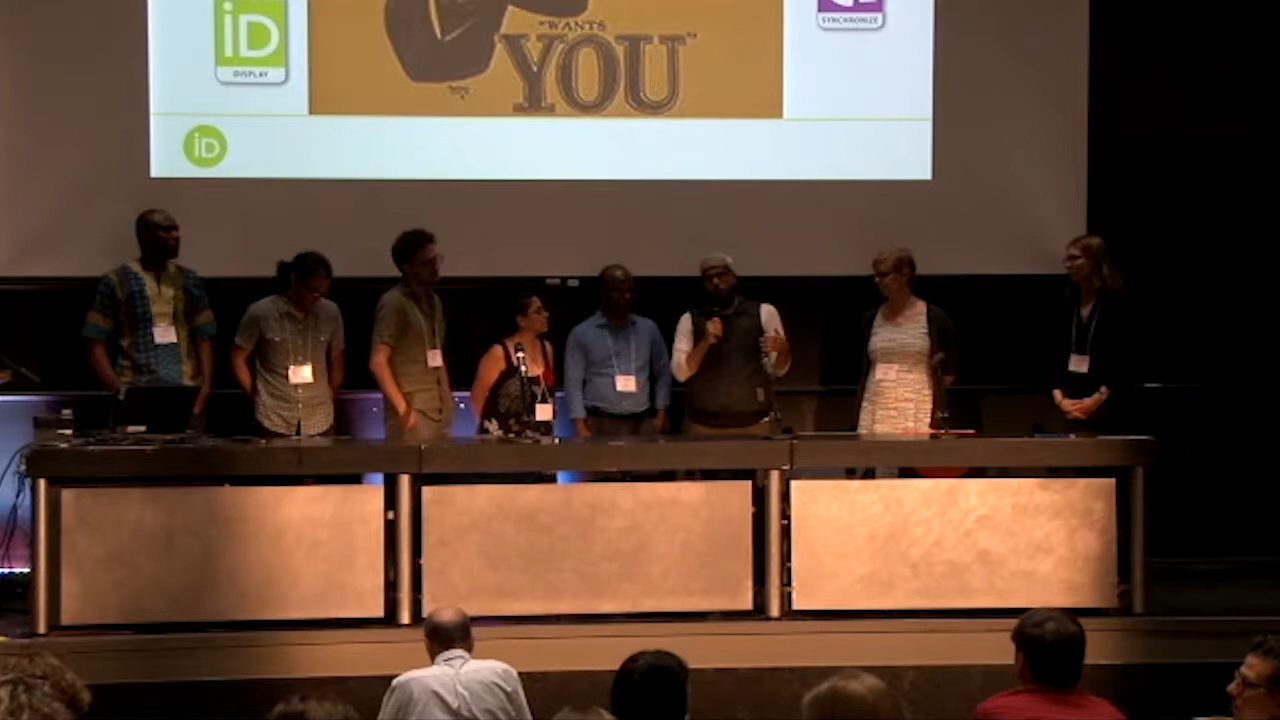 iD
DISPLAY
SYNCHRONIZE
"WANTS
YOU"
iD